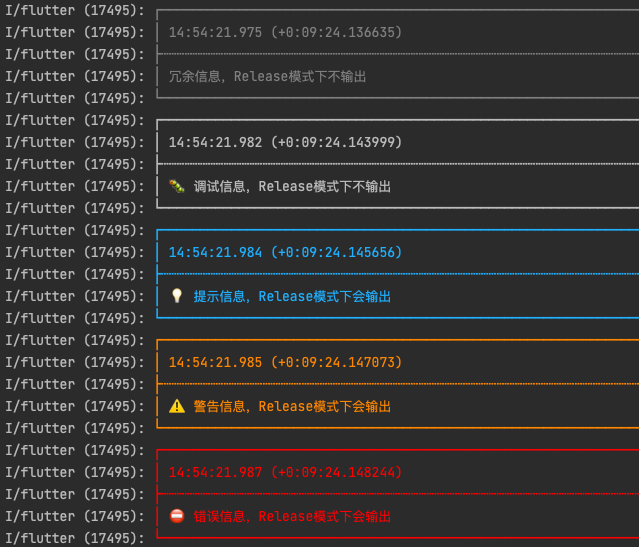 I/flutter (17495): ┌┄┄┄┄┄┄┄┄┄┄┄┄┄┄┄┄┄┄┄┄┄┄┄┄┄┄┄┄┄┄
I/flutter (17495): │ 14:54:21.975 (+0:09:24.136635)
I/flutter (17495): ├┄┄┄┄┄┄┄┄┄┄┄┄┄┄┄┄┄┄┄┄┄┄┄┄┄┄┄┄┄┄
I/flutter (17495): │ 冗余信息，Release模式下不输出
I/flutter (17495): └──────────────────────────────
I/flutter (17495): ┌──────────────────────────────
I/flutter (17495): │ 14:54:21.982 (+0:09:24.143999)
I/flutter (17495): ├┄┄┄┄┄┄┄┄┄┄┄┄┄┄┄┄┄┄┄┄┄┄┄┄┄┄┄┄┄┄
I/flutter (17495): │ 🐛 调试信息，Release模式下不输出
I/flutter (17495): └──────────────────────────────
I/flutter (17495): ┌──────────────────────────────
I/flutter (17495): │ 14:54:21.984 (+0:09:24.145656)
I/flutter (17495): ├┄┄┄┄┄┄┄┄┄┄┄┄┄┄┄┄┄┄┄┄┄┄┄┄┄┄┄┄┄┄
I/flutter (17495): │ 💡 提示信息，Release模式下会输出
I/flutter (17495): └──────────────────────────────
I/flutter (17495): ┌──────────────────────────────
I/flutter (17495): │ 14:54:21.985 (+0:09:24.147073)
I/flutter (17495): ├┄┄┄┄┄┄┄┄┄┄┄┄┄┄┄┄┄┄┄┄┄┄┄┄┄┄┄┄┄┄
I/flutter (17495): │ ⚠️ 警告信息，Release模式下会输出
I/flutter (17495): └──────────────────────────────
I/flutter (17495): ┌──────────────────────────────
I/flutter (17495): │ 14:54:21.987 (+0:09:24.148244)
I/flutter (17495): ├┄┄┄┄┄┄┄┄┄┄┄┄┄┄┄┄┄┄┄┄┄┄┄┄┄┄┄┄┄┄
I/flutter (17495): │ ⛔ 错误信息，Release模式下会输出
I/flutter (17495): └──────────────────────────────